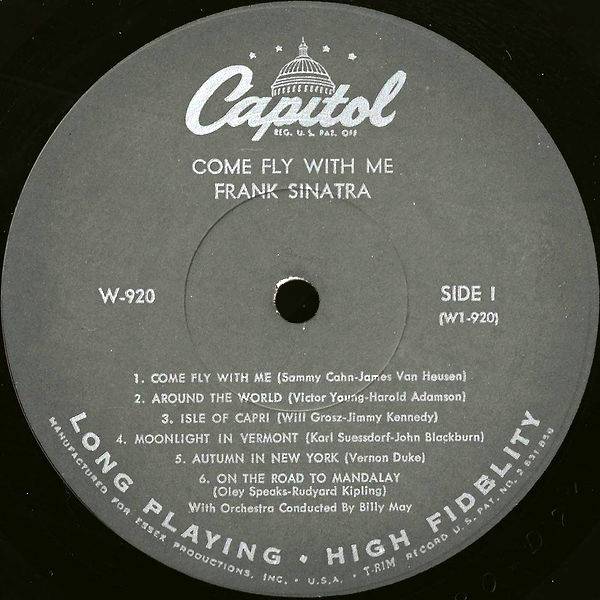 Capitol
REG. U. S. PAT. OFF
COME FLY WITH ME
FRANK SINATRA
W-920
SIDE 1
(W1-920)
1. COME FLY WITH ME (Sammy Cahn-James Van Heusen)
2. AROUND THE WORLD (Victor Young-Harold Adamson)
3. ISLE OF CAPRI (Will Grosz-Jimmy Kennedy)
4. MOONLIGHT IN VERMONT (Karl Suessdorf-John Blackburn)
5. AUTUMN IN NEW YORK (Vernon Duke)
6. ON THE ROAD TO MANDALAY
(Oley Speaks-Rudyard Kipling)
With Orchestra Conducted By Billy May
LONG PLAYING • HIGH FIDELITY
MANUFACTURED FOR ESSEX PRODUCTIONS, INC. • U.S.A. • T.RIM RECORD U.S. PAT. NO. 2 631 859